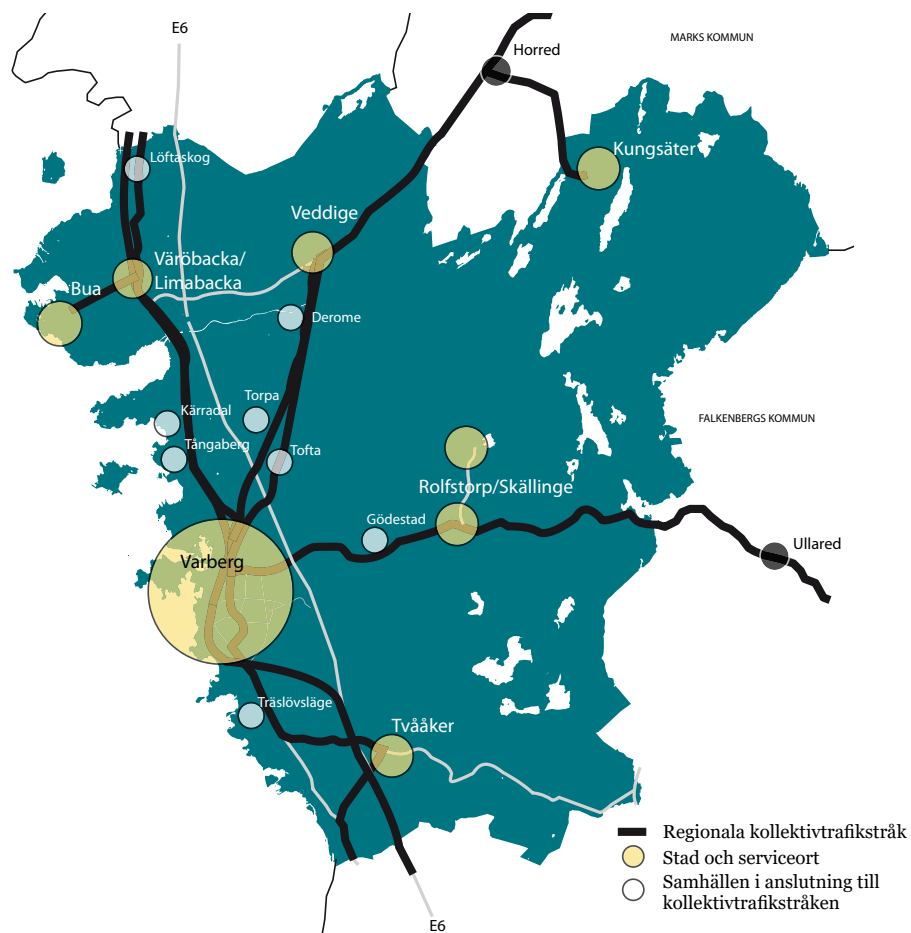 E6
MARKS KOMMUN
Horred
Kungsäter
Löftaskog
Veddige
Väröbacka/
Limabacka
Bua
Derome
Torpa
Kärradal
FALKENBERGS KOMMUN
Tångaberg
Tofta
Rolfstorp/Skällinge
Gödestad
Ullared
Varberg
Träslövsläge
Tvååker
Regionala kollektivtrafikstråk
Stad och serviceort
Samhällen i anslutning till
kollektivtrafikstråken
E6